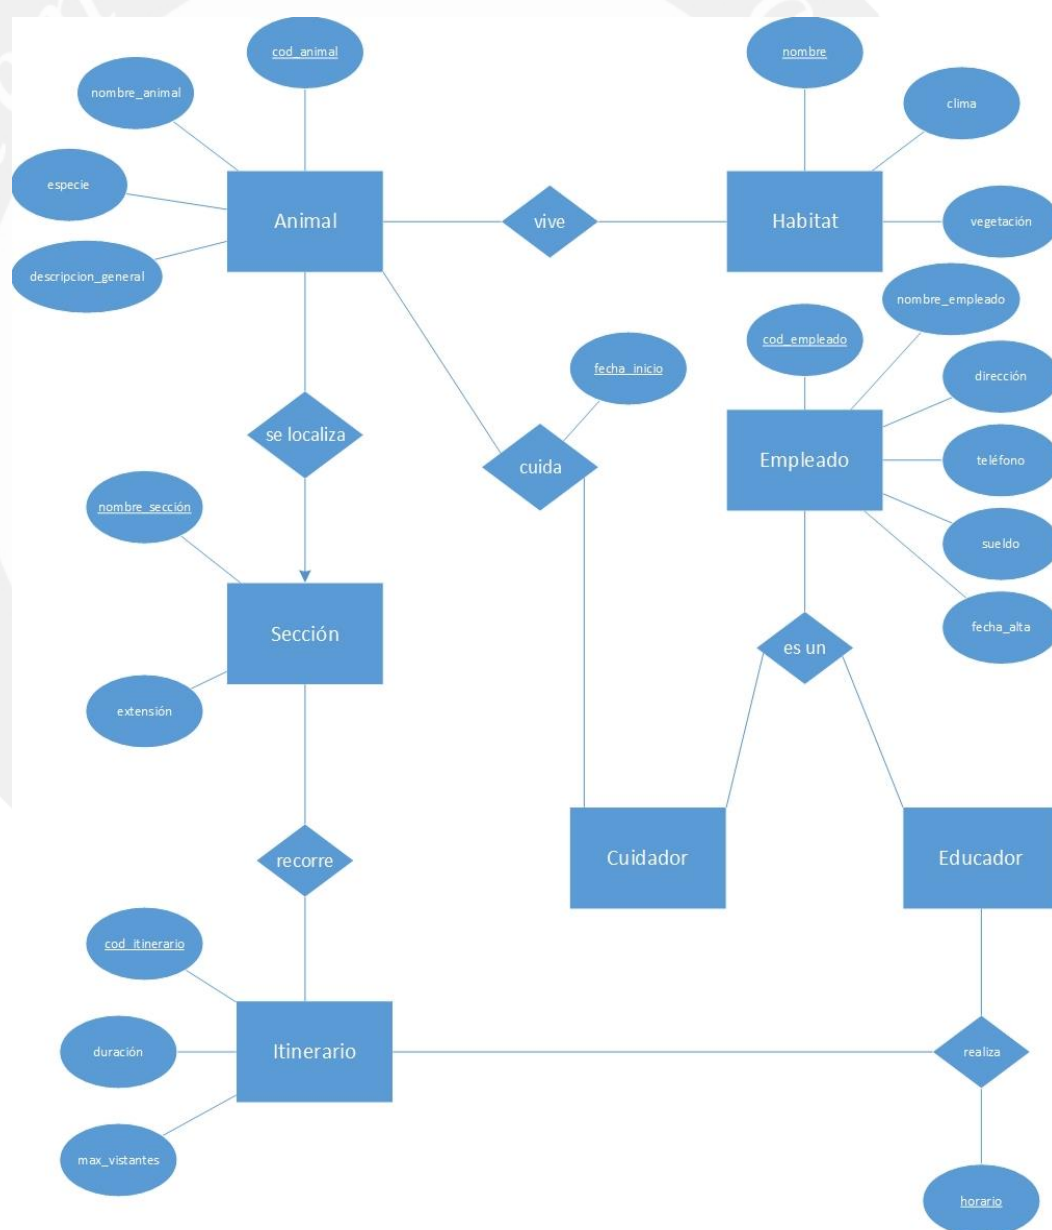 cod_animal
nombre
nombre_animal
clima
especie
Animal
vive
Habitat
vegetación
descripcion_general
nombre_empleado
cod_empleado
fecha_inicio
dirección
se localiza
cuida
Empleado
teléfono
nombre_sección
sueldo
Sección
es un
fecha_alta
extensión
recorre
Cuidador
Educador
cod_itinerario
duración
Itinerario
realiza
max_vistantes
horario